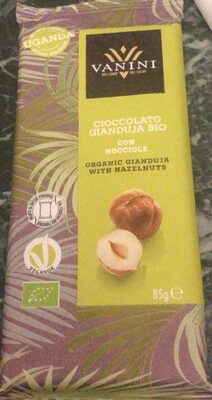 UGANDA
VANINI
CIOCCOLATO
GIANDUJA BIO
CON
NOCCIOLE
ORGANIC GIANDUJA
WITH HAZELNUTS
VEGANOK
85g e